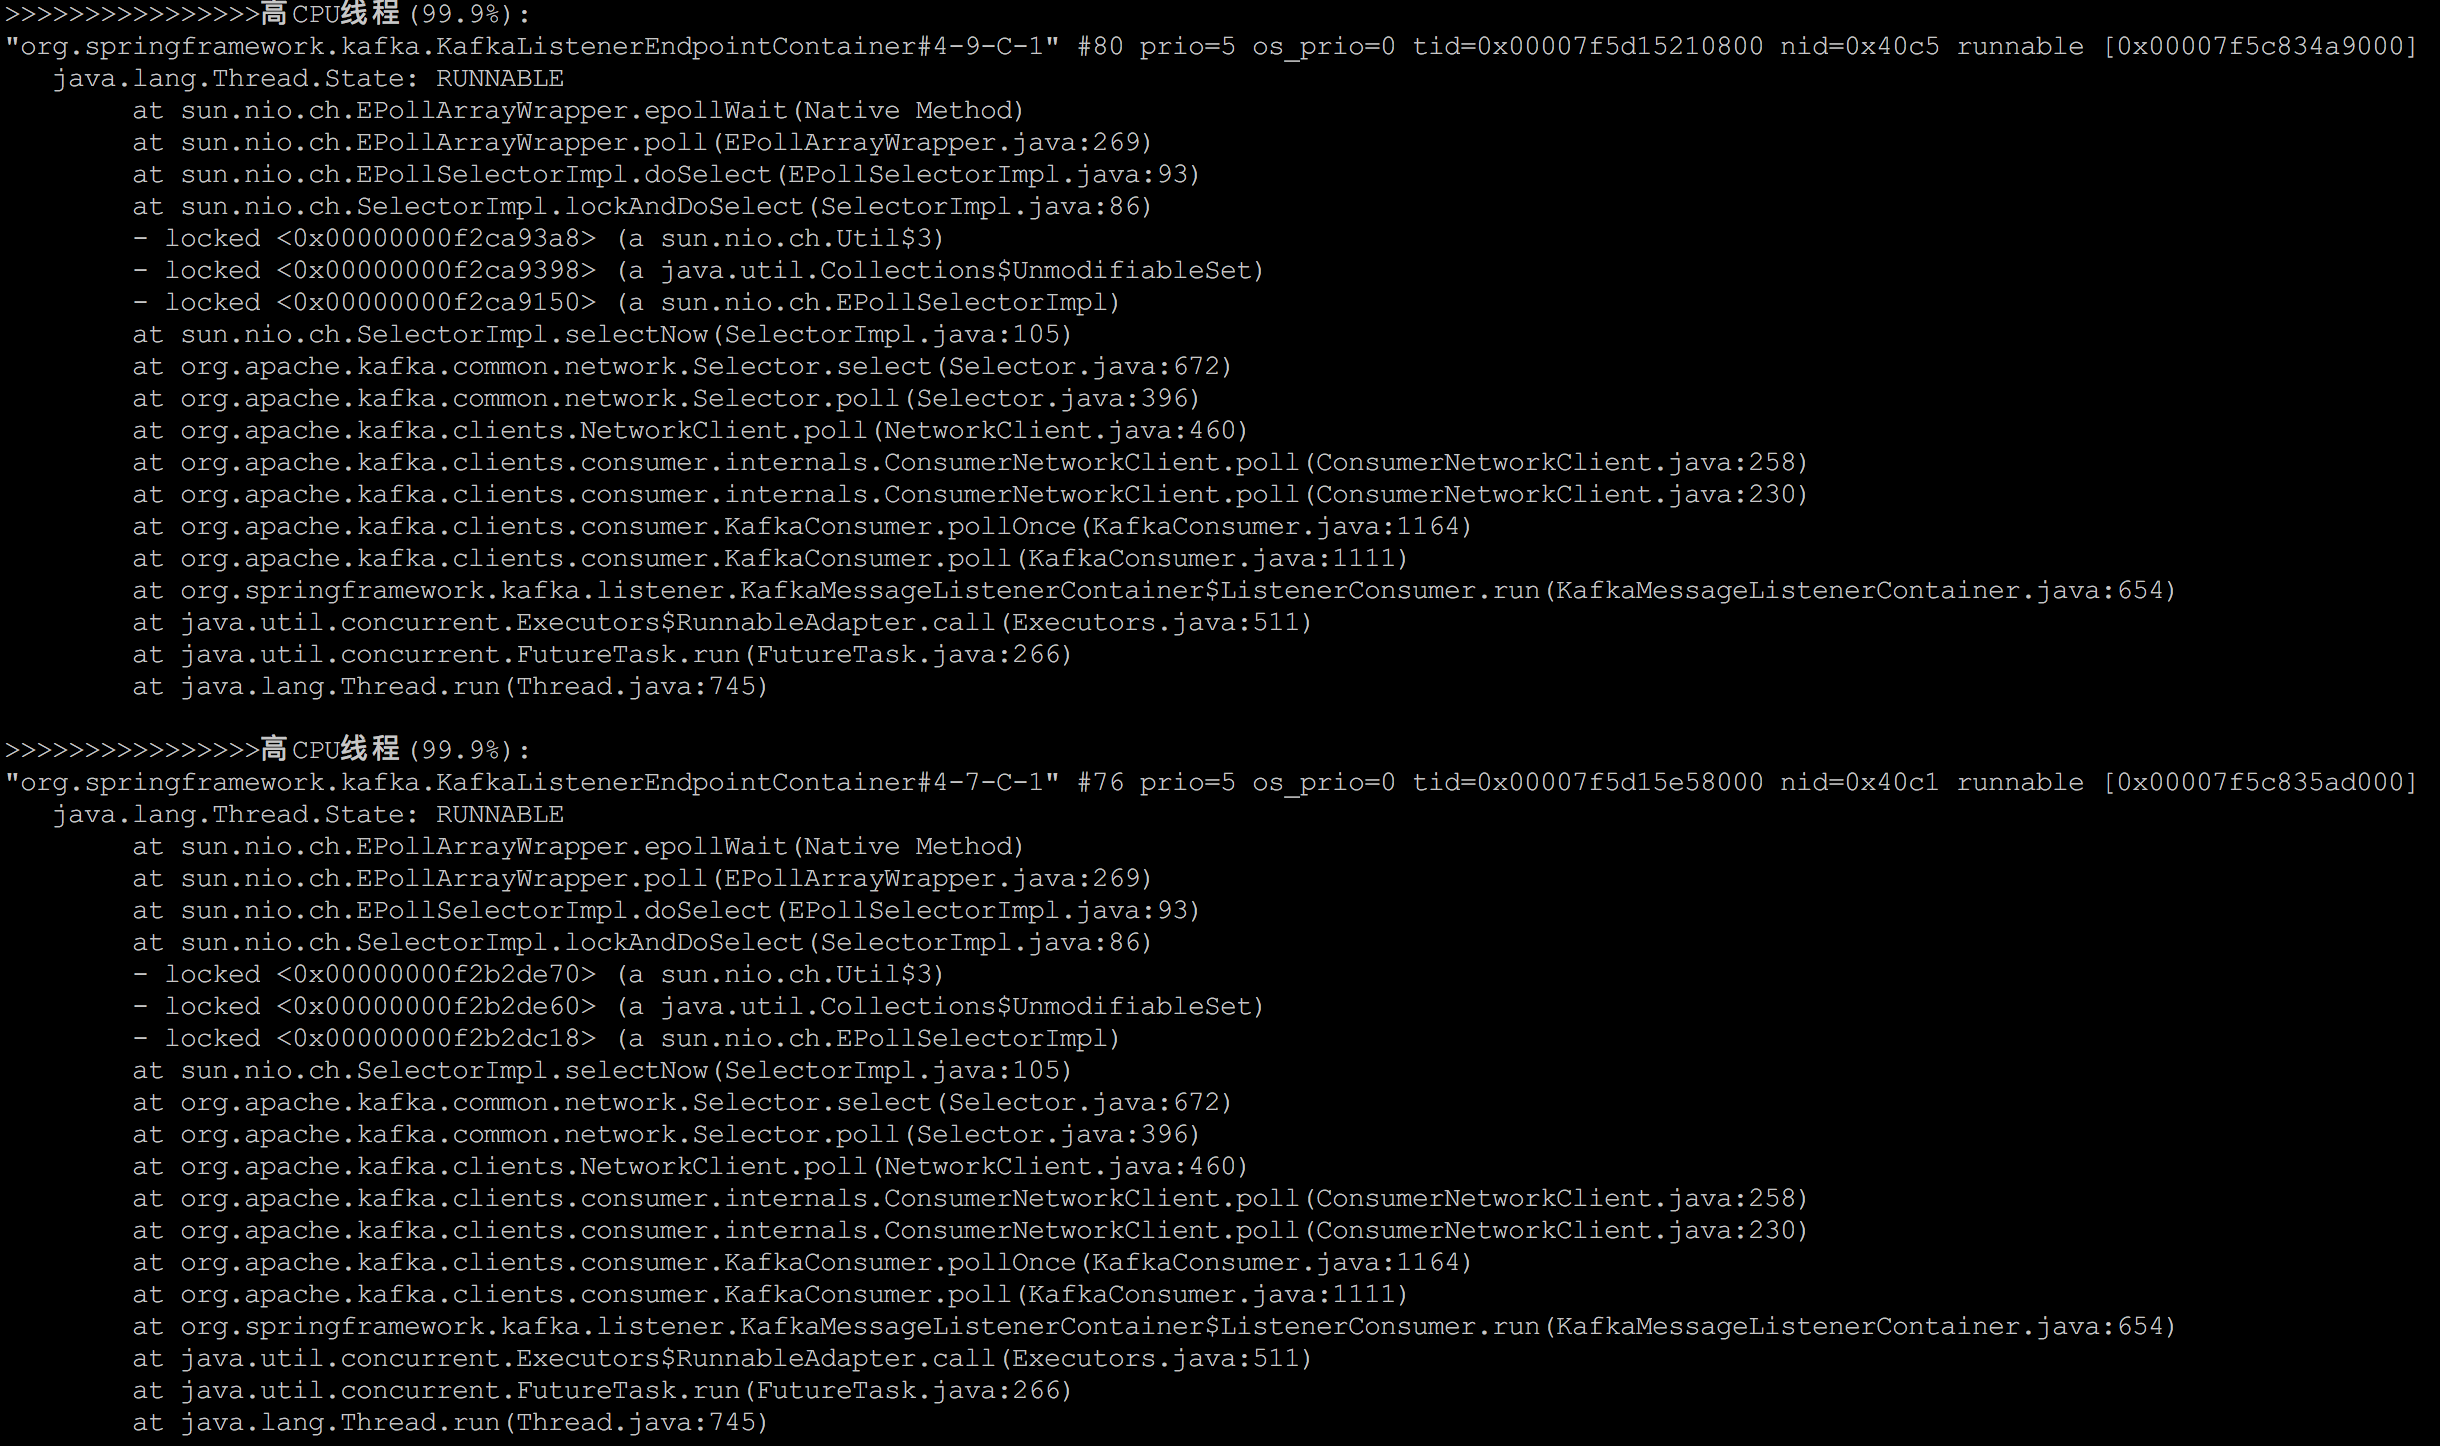 >>>>>>>>>>>>>>>>高CPU线程(99.9%):
"org.springframework.kafka.KafkaListenerEndpointContainer#4-9-C-1" #80 prio=5 os_prio=0 tid=0x00007f5d15210800 nid=0x40c5 runnable [0x00007f5c834a9000]
java.lang.Thread.State: RUNNABLE
at sun.nio.ch.EPollArrayWrapper.epollWait(Native Method)
at sun.nio.ch.EPollArrayWrapper.poll(EPollArrayWrapper.java:269)
at sun.nio.ch.EPollSelectorImpl.doSelect(EPollSelectorImpl.java:93)
at sun.nio.ch.SelectorImpl.lockAndDoSelect(SelectorImpl.java:86)
- locked <0x00000000f2ca93a8> (a sun.nio.ch.Util$3)
- locked <0x00000000f2ca9398> (a java.util.Collections$UnmodifiableSet)
- locked <0x00000000f2ca9150> (a sun.nio.ch.EPollSelectorImpl)
at sun.nio.ch.SelectorImpl.selectNow(SelectorImpl.java:105)
at org.apache.kafka.common.network.Selector.select(Selector.java:672)
at org.apache.kafka.common.network.Selector.poll(Selector.java:396)
at org.apache.kafka.clients.NetworkClient.poll(NetworkClient.java:460)
at org.apache.kafka.clients.consumer.internals.ConsumerNetworkClient.poll(ConsumerNetworkClient.java:258)
at org.apache.kafka.clients.consumer.internals.ConsumerNetworkClient.poll(ConsumerNetworkClient.java:230)
at org.apache.kafka.clients.consumer.KafkaConsumer.pollOnce(KafkaConsumer.java:1164)
at org.apache.kafka.clients.consumer.KafkaConsumer.poll(KafkaConsumer.java:1111)
at org.springframework.kafka.listener.KafkaMessageListenerContainer$ListenerConsumer.run(KafkaMessageListenerContainer.java:654)
at java.util.concurrent.Executors$RunnableAdapter.call(Executors.java:511)
at java.util.concurrent.FutureTask.run(FutureTask.java:266)
at java.lang.Thread.run(Thread.java:745)
>>>>>>>>>>>>>>>>高CPU线程(99.9%):
"org.springframework.kafka.KafkaListenerEndpointContainer#4-7-C-1" #76 prio=5 os_prio=0 tid=0x00007f5d15e58000 nid=0x40c1 runnable [0x00007f5c835ad000]
java.lang.Thread.State: RUNNABLE
at sun.nio.ch.EPollArrayWrapper.epollWait(Native Method)
at sun.nio.ch.EPollArrayWrapper.poll(EPollArrayWrapper.java:269)
at sun.nio.ch.EPollSelectorImpl.doSelect(EPollSelectorImpl.java:93)
at sun.nio.ch.SelectorImpl.lockAndDoSelect(SelectorImpl.java:86)
- locked <0x00000000f2b2de70> (a sun.nio.ch.Util$3)
- locked <0x00000000f2b2de60> (a java.util.Collections$UnmodifiableSet)
- locked <0x00000000f2b2dc18> (a sun.nio.ch.EPollSelectorImpl)
at sun.nio.ch.SelectorImpl.selectNow(SelectorImpl.java:105)
at org.apache.kafka.common.network.Selector.select(Selector.java:672)
at org.apache.kafka.common.network.Selector.poll(Selector.java:396)
at org.apache.kafka.clients.NetworkClient.poll(NetworkClient.java:460)
at org.apache.kafka.clients.consumer.internals.ConsumerNetworkClient.poll(ConsumerNetworkClient.java:258)
at org.apache.kafka.clients.consumer.internals.ConsumerNetworkClient.poll(ConsumerNetworkClient.java:230)
at org.apache.kafka.clients.consumer.KafkaConsumer.pollOnce(KafkaConsumer.java:1164)
at org.apache.kafka.clients.consumer.KafkaConsumer.poll(KafkaConsumer.java:1111)
at org.springframework.kafka.listener.KafkaMessageListenerContainer$ListenerConsumer.run(KafkaMessageListenerContainer.java:654)
at java.util.concurrent.Executors$RunnableAdapter.call(Executors.java:511)
at java.util.concurrent.FutureTask.run(FutureTask.java:266)
at java.lang.Thread.run(Thread.java:745)